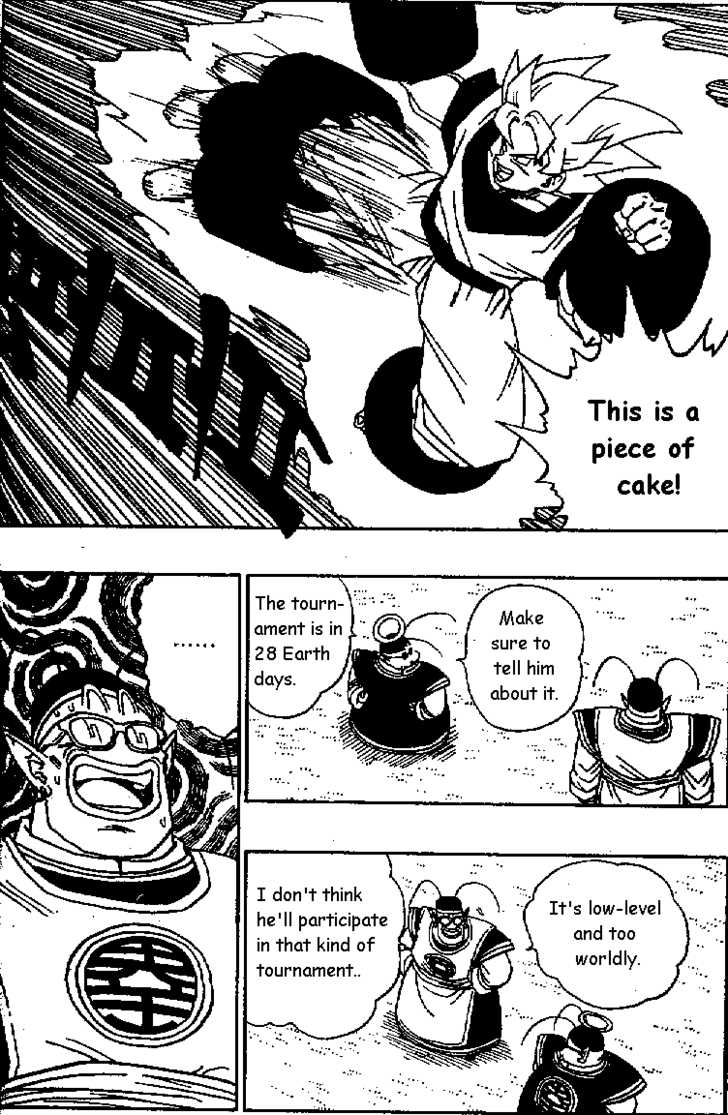 This is a
piece of
cake!
Make
sure to
tell him
about it.
The tourn-
ament is in
28 Earth
days.
It's low-level
and too
worldly.
I don't think
he'll participate
in that kind of
tournament..
......